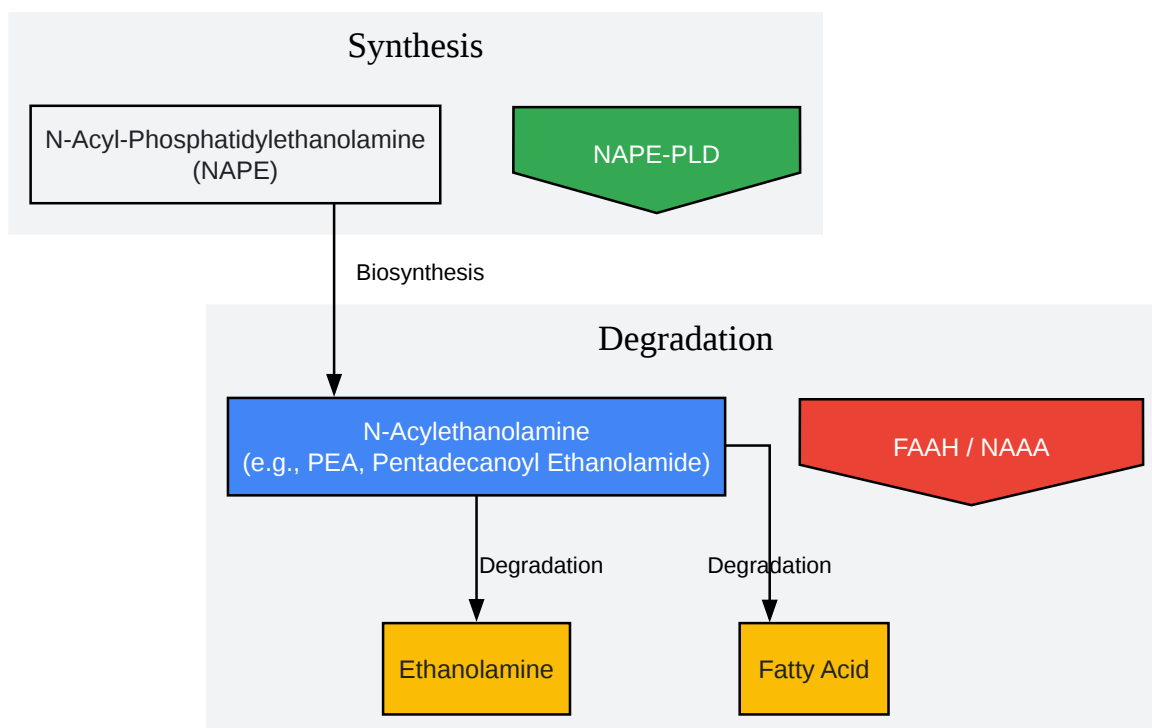 Synthesis
N-Acyl-Phosphatidylethanolamine
(NAPE)
NAPE-PLD
Biosynthesis
Degradation
N-Acylethanolamine
(e.g., PEA, Pentadecanoyl Ethanolamide)
FAAH / NAAA
Degradation
Degradation
Ethanolamine
Fatty Acid